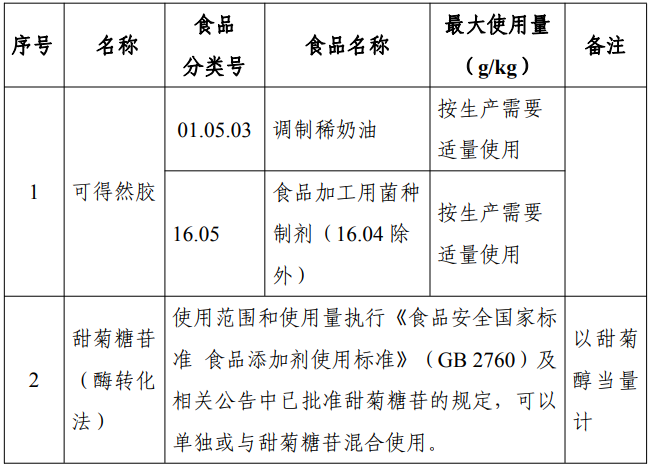 序号 名称 食品 分类号 食品名称 最大使用量 （g/kg） 备注
1 可得然胶
01.05.03 调制稀奶油 按生产需要
适量使用
16.05 食品加工用菌种
制剂（16.04 除
外）
按生产需要
适量使用
2 甜菊糖苷
（酶转化
法）
使用范围和使用量执行《食品安全国家标
准 食品添加剂使用标准》（GB 2760）及
相关公告中已批准甜菊糖苷的规定，可以
单独或与甜菊糖苷混合使用。
以甜菊
醇当量
计